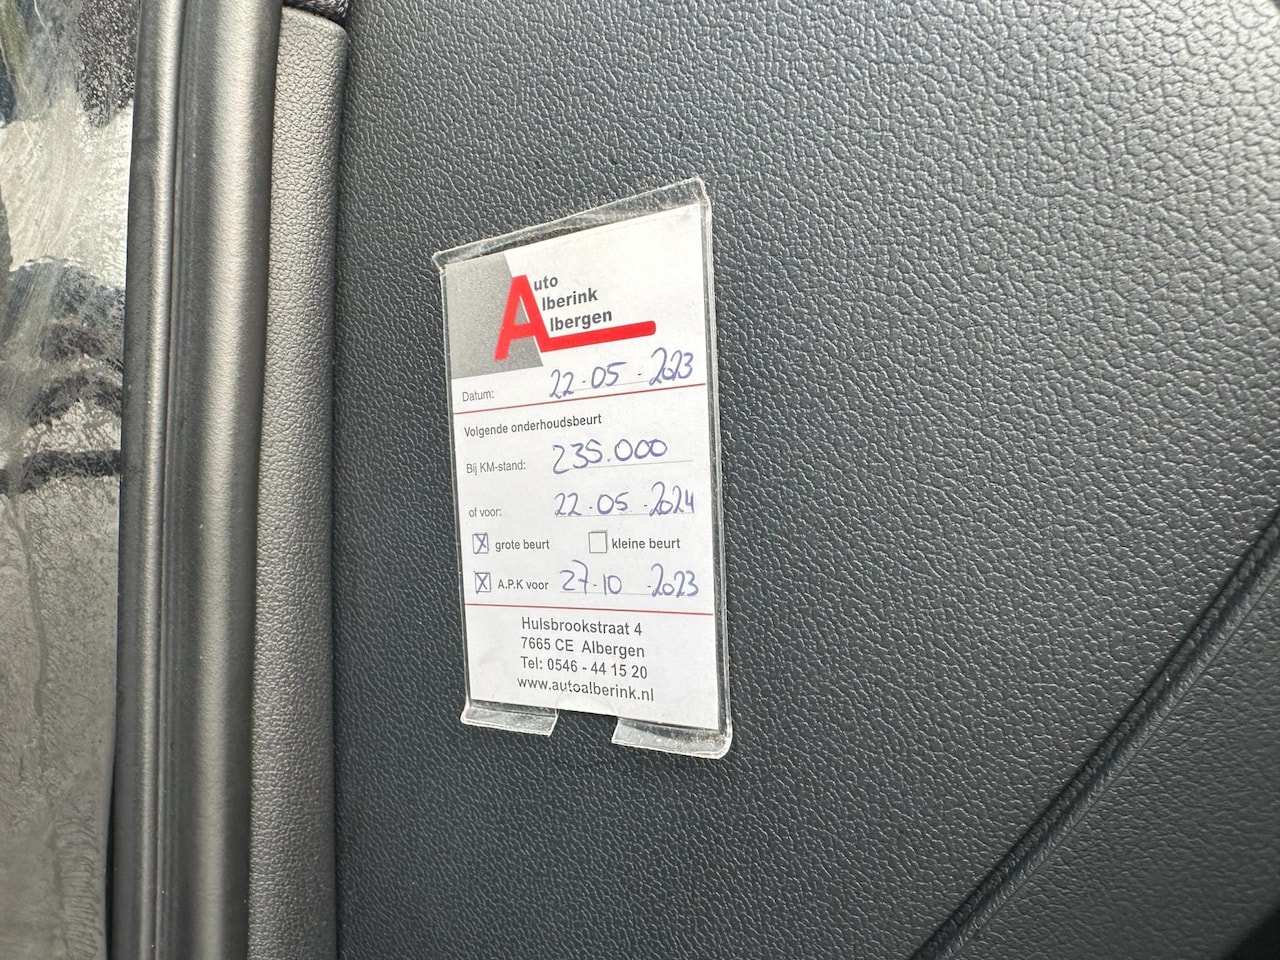 Auto
Alberink
Albergen
Datum: 22-05-2023
Volgende onderhoudsbeurt
Bij KM-stand: 235.000
of voor: 22-05-2024
☒ grote beurt ☐ kleine beurt
☒ A.P.K voor 27-10-2023
Hulsbrookstraat 4
7665 CE Albergen
Tel: 0546 - 44 15 20
www.autoalberink.nl